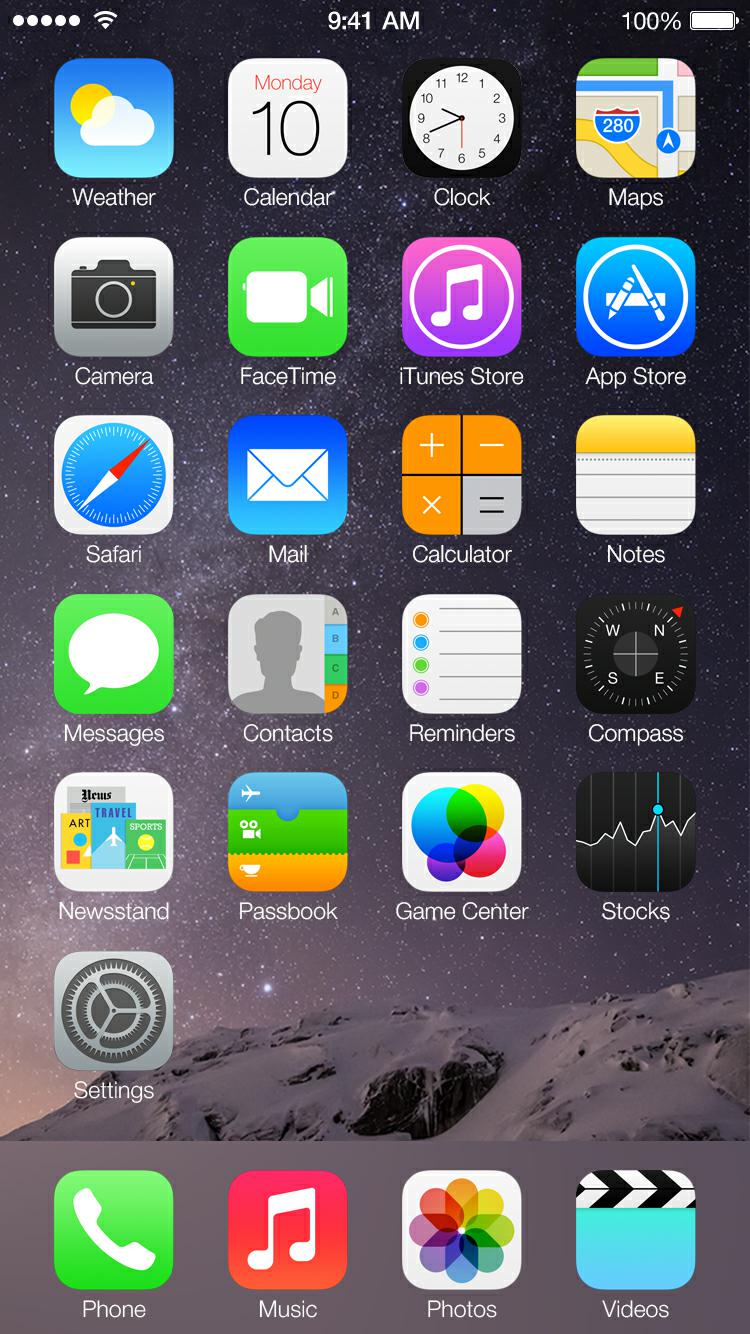 9:41 AM 100%
Monday
10
12
11 1
10 2
9 3
8 4
7 5
6
280
Weather Calendar Clock Maps
Camera FaceTime iTunes Store App Store
Safari Mail Calculator Notes
A
B
C
D
W N
S E
Messages Contacts Reminders Compass
News
TRAVEL
ART
SPORTS
Newsstand Passbook Game Center Stocks
Settings
Phone Music Photos Videos